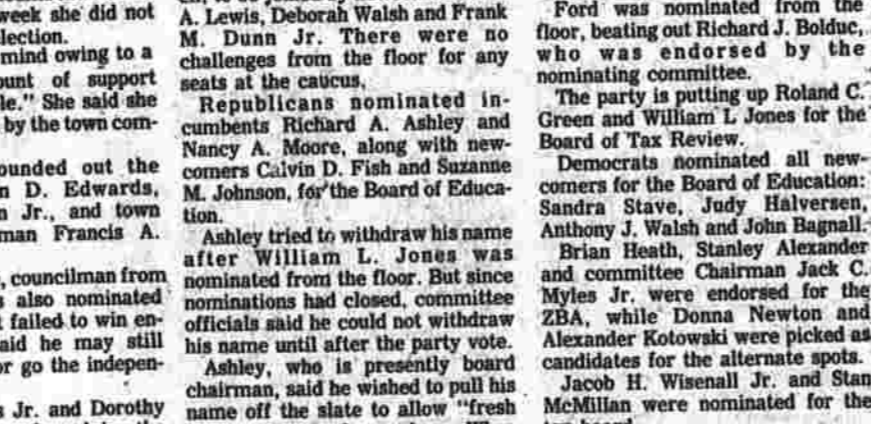 week she did not
lection.
mind owing to a
ount of support
le." She said she
by the town com-
ounded out the
n D. Edwards,
n Jr., and town
man Francis A.
, councilman from
s also nominated
t failed to win en-
aid he may still
or go the indepen-
s Jr. and Dorothy
A. Lewis, Deborah Walsh and Frank
M. Dunn Jr. There were no
challenges from the floor for any
seats at the caucus.
Republicans nominated in-
cumbents Richard A. Ashley and
Nancy A. Moore, along with new-
comers Calvin D. Fish and Suzanne
M. Johnson, for the Board of Educa-
tion.
Ashley tried to withdraw his name
after William L. Jones was
nominated from the floor. But since
nominations had closed, committee
officials said he could not withdraw
his name until after the party vote.
Ashley, who is presently board
chairman, said he wished to pull his
name off the slate to allow "fresh
Ford was nominated from the
floor, beating out Richard J. Bolduc,
who was endorsed by the
nominating committee.
The party is putting up Roland C.
Green and William L Jones for the
Board of Tax Review.
Democrats nominated all new-
comers for the Board of Education:
Sandra Stave, Judy Halversen,
Anthony J. Walsh and John Bagnall.
Brian Heath, Stanley Alexander
and committee Chairman Jack C.
Myles Jr. were endorsed for the
ZBA, while Donna Newton and
Alexander Kotowski were picked as
candidates for the alternate spots.
Jacob H. Wisenall Jr. and Stan
McMillan were nominated for the